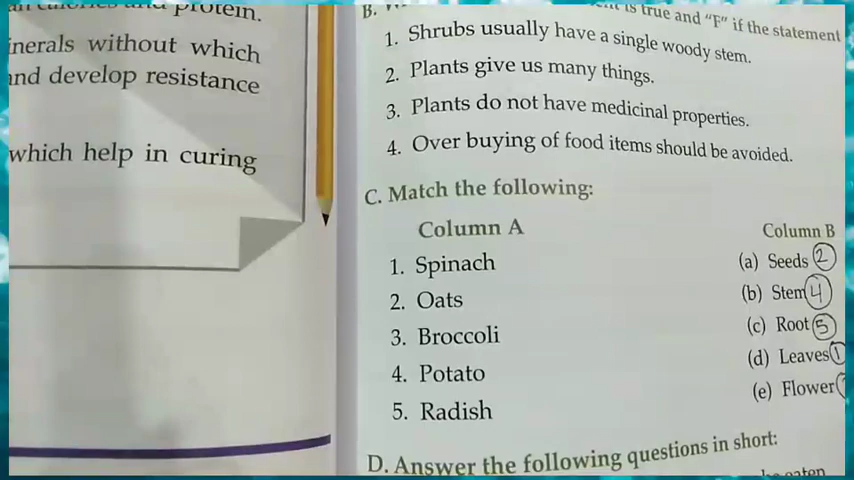 protein.
inerals without which
and develop resistance
which help in curing
B. is true and "F" if the statement
1. Shrubs usually have a single woody stem.
2. Plants give us many things.
3. Plants do not have medicinal properties.
4. Over buying of food items should be avoided.
C. Match the following:
Column A Column B
1. Spinach (a) Seeds 2
2. Oats (b) Stem 4
3. Broccoli (c) Root 5
4. Potato (d) Leaves 1
5. Radish (e) Flower
D. Answer the following questions in short: